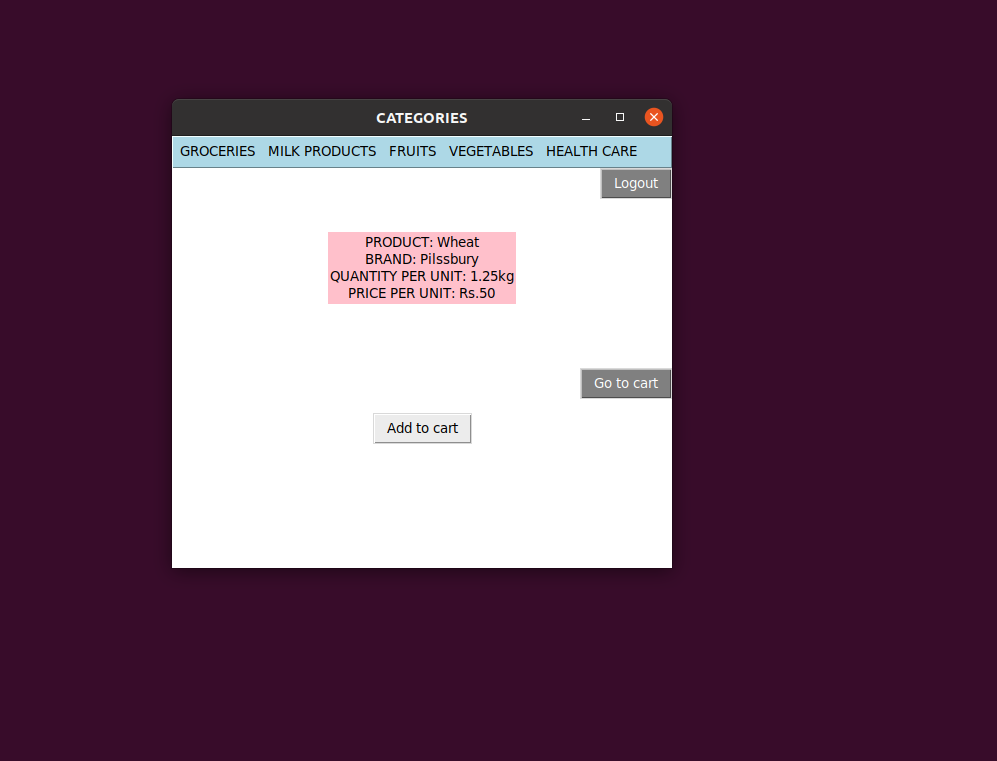 CATEGORIES
GROCERIES MILK PRODUCTS FRUITS VEGETABLES HEALTH CARE
Logout
PRODUCT: Wheat
BRAND: Pilssbury
QUANTITY PER UNIT: 1.25kg
PRICE PER UNIT: Rs.50
Go to cart
Add to cart